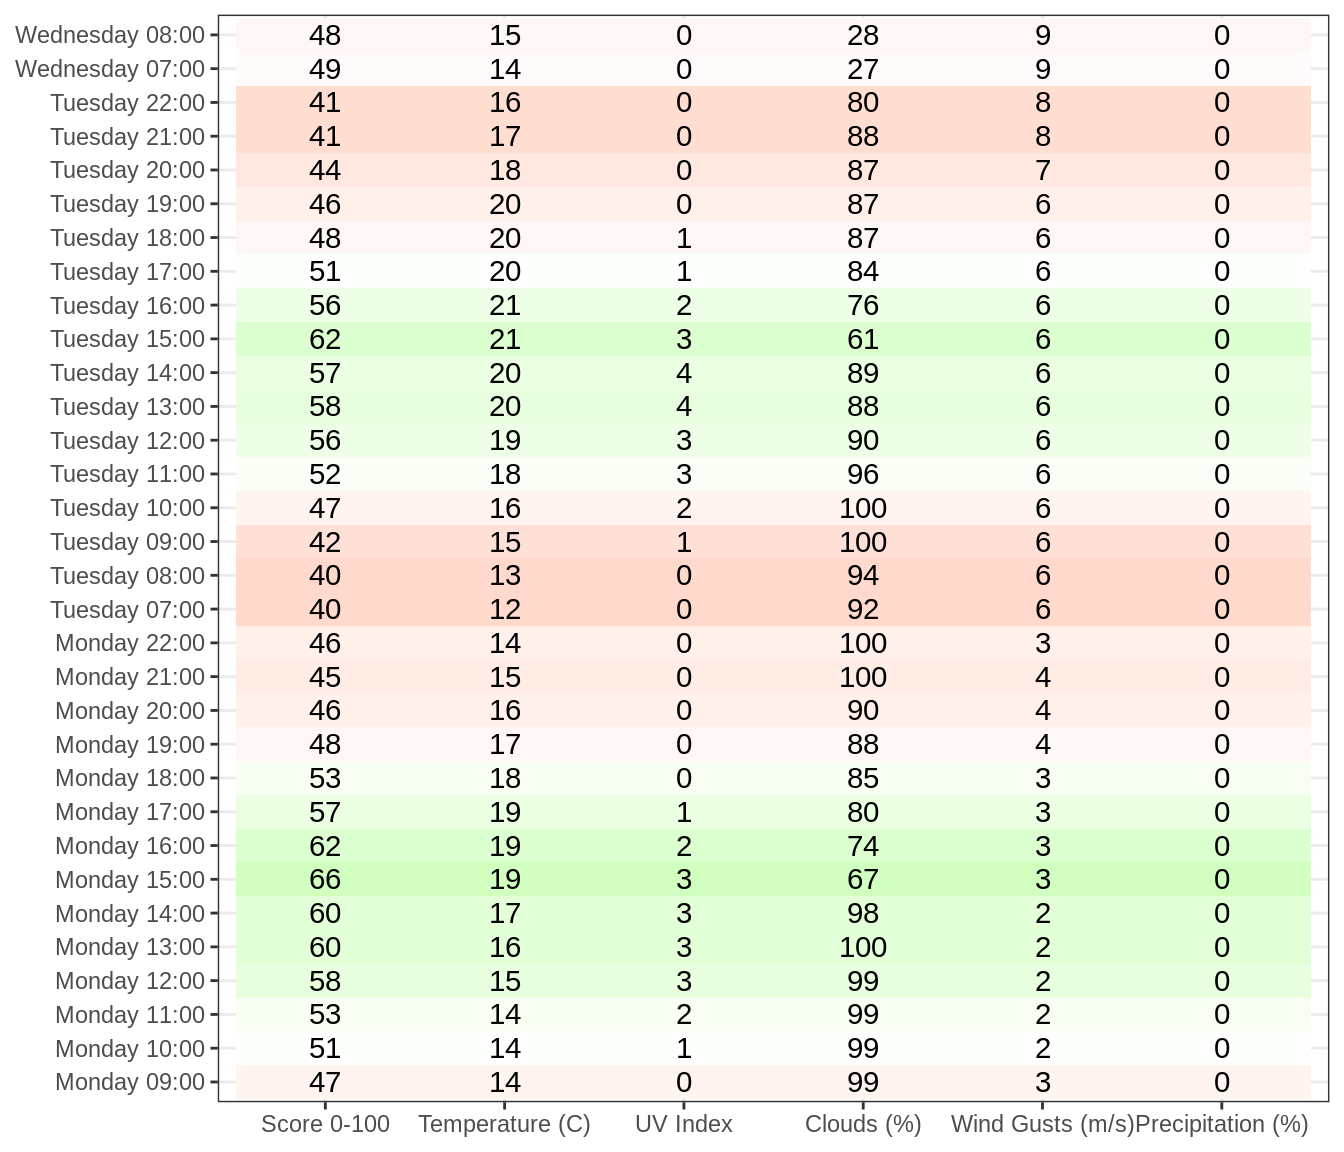 Wednesday 08:00 48 15 0 28 9 0
Wednesday 07:00 49 14 0 27 9 0
Tuesday 22:00 41 16 0 80 8 0
Tuesday 21:00 41 17 0 88 8 0
Tuesday 20:00 44 18 0 87 7 0
Tuesday 19:00 46 20 0 87 6 0
Tuesday 18:00 48 20 1 87 6 0
Tuesday 17:00 51 20 1 84 6 0
Tuesday 16:00 56 21 2 76 6 0
Tuesday 15:00 62 21 3 61 6 0
Tuesday 14:00 57 20 4 89 6 0
Tuesday 13:00 58 20 4 88 6 0
Tuesday 12:00 56 19 3 90 6 0
Tuesday 11:00 52 18 3 96 6 0
Tuesday 10:00 47 16 2 100 6 0
Tuesday 09:00 42 15 1 100 6 0
Tuesday 08:00 40 13 0 94 6 0
Tuesday 07:00 40 12 0 92 6 0
Monday 22:00 46 14 0 100 3 0
Monday 21:00 45 15 0 100 4 0
Monday 20:00 46 16 0 90 4 0
Monday 19:00 48 17 0 88 4 0
Monday 18:00 53 18 0 85 3 0
Monday 17:00 57 19 1 80 3 0
Monday 16:00 62 19 2 74 3 0
Monday 15:00 66 19 3 67 3 0
Monday 14:00 60 17 3 98 2 0
Monday 13:00 60 16 3 100 2 0
Monday 12:00 58 15 3 99 2 0
Monday 11:00 53 14 2 99 2 0
Monday 10:00 51 14 1 99 2 0
Monday 09:00 47 14 0 99 3 0
Score 0-100 Temperature (C) UV Index Clouds (%) Wind Gusts (m/s) Precipitation (%)